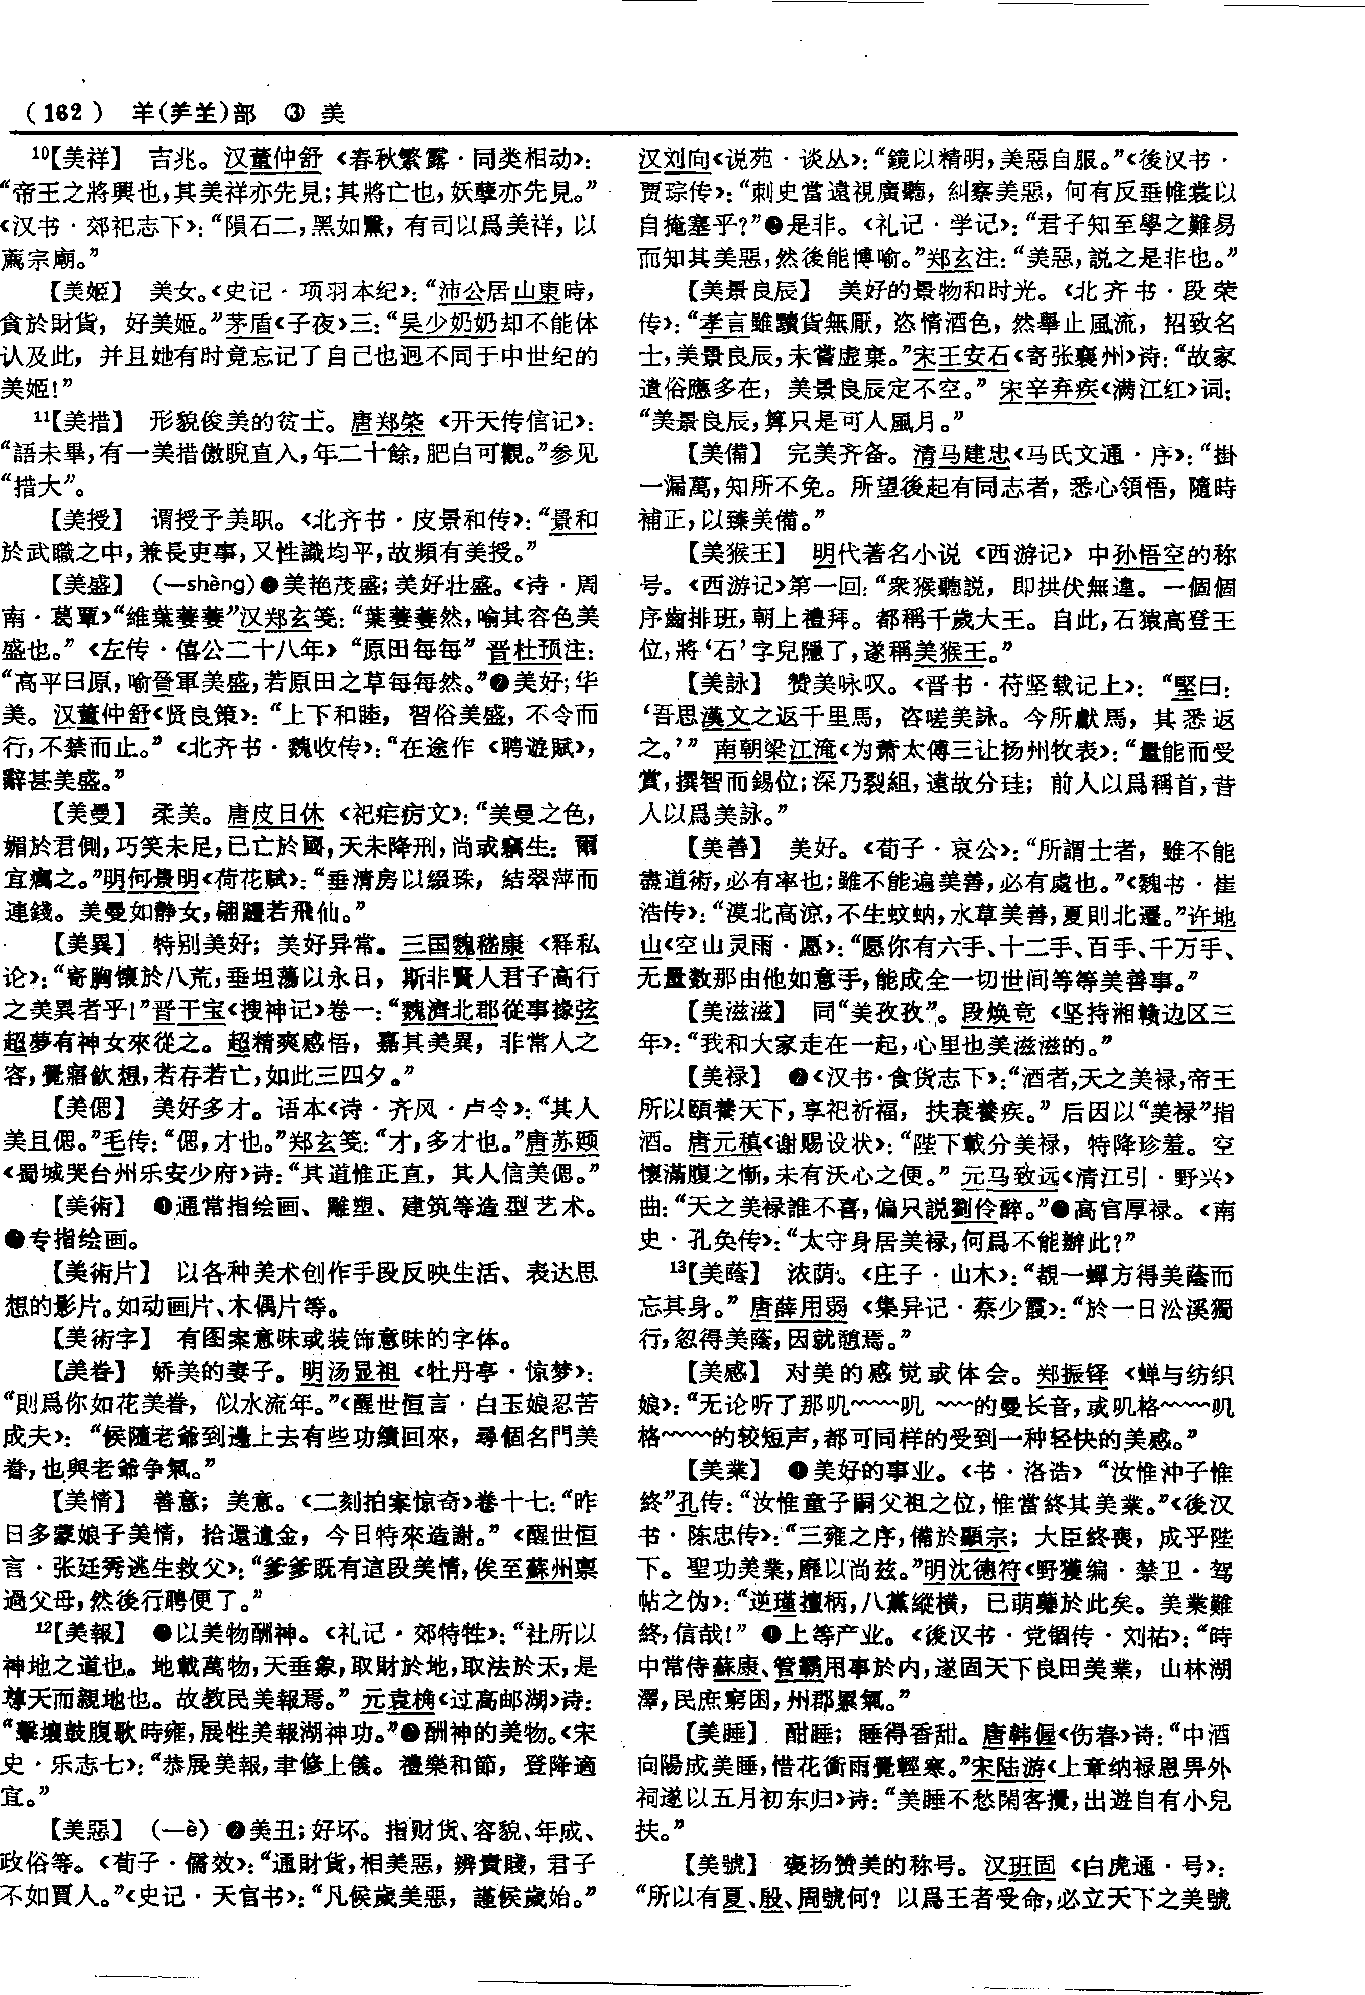 （162） 羊(⺶𦍌)部 ③ 美
10【美祥】 吉兆。汉董仲舒《春秋繁露·同类相动》：
“帝王之將興也，其美祥亦先見；其將亡也，妖孽亦先見。”
《汉书·郊祀志下》：“隕石二，黑如黳，有司以爲美祥，以
薦宗廟。”
【美姬】 美女。《史记·项羽本纪》：“沛公居山東時，
貪於財貨，好美姬。”茅盾《子夜》三：“吴少奶奶却不能体
认及此，并且她有时竟忘记了自己也迥不同于中世纪的
美姬！”
11【美措】 形貌俊美的贫士。唐郑棨《开天传信记》：
“語未畢，有一美措傲睨直入，年二十餘，肥白可觀。”参见
“措大”。
【美授】 谓授予美职。《北齐书·皮景和传》：“景和
於武職之中，兼長吏事，又性識均平，故頻有美授。”
【美盛】 （—shèng）❶美艳茂盛；美好壮盛。《诗·周
南·葛覃》“維葉萋萋”汉郑玄笺：“葉萋萋然，喻其容色美
盛也。”《左传·僖公二十八年》“原田每每”晋杜预注：
“高平曰原，喻晉軍美盛，若原田之草每每然。”❷美好；华
美。汉董仲舒《贤良策》：“上下和睦，習俗美盛，不令而
行，不禁而止。”《北齐书·魏收传》：“在途作《聘遊賦》，
辭甚美盛。”
【美曼】 柔美。唐皮日休《祀疟疠文》：“美曼之色，
媚於君側，巧笑未足，已亡於國，天未降刑，尚或竊生：爾
宜癘之。”明何景明《荷花赋》：“垂清房以綴珠，結翠萍而
連錢。美曼如静女，翩躚若飛仙。”
【美異】 特别美好；美好异常。三国魏嵇康《释私
论》：“寄胸懷於八荒，垂坦蕩以永日，斯非賢人君子高行
之美異者乎！”晋干宝《搜神记》卷一：“魏濟北郡從事掾弦
超夢有神女來從之。超精爽感悟，嘉其美異，非常人之
容，覺寤欽想，若存若亡，如此三四夕。”
【美偲】 美好多才。语本《诗·齐风·卢令》：“其人
美且偲。”毛传：“偲，才也。”郑玄笺：“才，多才也。”唐苏颋
《蜀城哭台州乐安少府》诗：“其道惟正直，其人信美偲。”
【美術】 ❶通常指绘画、雕塑、建筑等造型艺术。
❷专指绘画。
【美術片】 以各种美术创作手段反映生活、表达思
想的影片。如动画片、木偶片等。
【美術字】 有图案意味或装饰意味的字体。
【美眷】 娇美的妻子。明汤显祖《牡丹亭·惊梦》：
“則爲你如花美眷，似水流年。”《醒世恒言·白玉娘忍苦
成夫》：“候隨老爺到邊上去有些功績回來，尋個名門美
眷，也與老爺争氣。”
【美情】 善意；美意。《二刻拍案惊奇》卷十七：“昨
日多蒙娘子美情，拾還遺金，今日特來造謝。”《醒世恒
言·张廷秀逃生救父》：“爹爹既有這段美情，俟至蘇州禀
過父母，然後行聘便了。”
12【美報】 ❶以美物酬神。《礼记·郊特牲》：“社所以
神地之道也。地載萬物，天垂象，取財於地，取法於天，是
尊天而親地也。故教民美報焉。”元袁桷《过高邮湖》诗：
“擊壤鼓腹歌時雍，展牲美報湖神功。”❷酬神的美物。《宋
史·乐志七》：“恭展美報，聿修上儀。禮樂和節，登降適
宜。”
【美惡】 （—è）❷美丑；好坏。指财货、容貌、年成、
政俗等。《荀子·儒效》：“通財貨，相美惡，辨貴賤，君子
不如賈人。”《史记·天官书》：“凡候歲美惡，謹候歲始。”
汉刘向《说苑·谈丛》：“鏡以精明，美惡自服。”《後汉书·
贾琮传》：“刺史當遠視廣聽，糾察美惡，何有反垂帷裳以
自掩塞乎？”❸是非。《礼记·学记》：“君子知至學之難易
而知其美惡，然後能博喻。”郑玄注：“美惡，説之是非也。”
【美景良辰】 美好的景物和时光。《北齐书·段荣
传》：“孝言雖黷貨無厭，恣情酒色，然舉止風流，招致名
士，美景良辰，未嘗虚棄。”宋王安石《寄张襄州》诗：“故家
遺俗應多在，美景良辰定不空。”宋辛弃疾《满江红》词：
“美景良辰，算只是可人風月。”
【美備】 完美齐备。清马建忠《马氏文通·序》：“掛
一漏萬，知所不免。所望後起有同志者，悉心領悟，隨時
補正，以臻美備。”
【美猴王】 明代著名小说《西游记》中孙悟空的称
号。《西游记》第一回：“衆猴聽説，即拱伏無違。一個個
序齒排班，朝上禮拜。都稱千歲大王。自此，石猿高登王
位，將‘石’字兒隱了，遂稱美猴王。”
【美詠】 赞美咏叹。《晋书·苻坚载记上》：“堅曰：
‘吾思漢文之返千里馬，咨嗟美詠。今所獻馬，其悉返
之。’”南朝梁江淹《为萧太傅三让扬州牧表》：“量能而受
賞，撰智而錫位；深乃裂組，遠故分珪；前人以爲稱首，昔
人以爲美詠。”
【美善】 美好。《荀子·哀公》：“所謂士者，雖不能
盡道術，必有率也；雖不能遍美善，必有處也。”《魏书·崔
浩传》：“漠北高涼，不生蚊蚋，水草美善，夏則北遷。”许地
山《空山灵雨·愿》：“愿你有六手、十二手、百手、千万手、
无量数那由他如意手，能成全一切世间等等美善事。”
【美滋滋】 同“美孜孜”。段焕竞《坚持湘赣边区三
年》：“我和大家走在一起，心里也美滋滋的。”
【美禄】 ❷《汉书·食货志下》：“酒者，天之美禄，帝王
所以頤養天下，享祀祈福，扶衰養疾。”后因以“美禄”指
酒。唐元稹《谢赐设状》：“陛下載分美禄，特降珍羞。空
懷滿腹之慚，未有沃心之便。”元马致远《清江引·野兴》
曲：“天之美禄誰不喜，偏只説劉伶醉。”❸高官厚禄。《南
史·孔奂传》：“太守身居美禄，何爲不能辦此？”
13【美蔭】 浓荫。《庄子·山木》：“覩一蟬方得美蔭而
忘其身。”唐薛用弱《集异记·蔡少霞》：“於一日沿溪獨
行，忽得美蔭，因就憩焉。”
【美感】 对美的感觉或体会。郑振铎《蝉与纺织
娘》：“无论听了那叽~~~~叽 ~~~的曼长音，或叽格~~~~叽
格~~~~的较短声，都可同样的受到一种轻快的美感。”
【美業】 ❶美好的事业。《书·洛诰》“汝惟沖子惟
終”孔传：“汝惟童子嗣父祖之位，惟當終其美業。”《後汉
书·陈忠传》：“三雍之序，備於顯宗；大臣終喪，成乎陛
下。聖功美業，靡以尚兹。”明沈德符《野獲编·禁卫·驾
帖之伪》：“逆瑾擅柄，八黨縱横，已萌蘖於此矣。美業難
終，信哉！” ❷上等产业。《後汉书·党锢传·刘祐》：“時
中常侍蘇康、管霸用事於内，遂固天下良田美業，山林湖
澤，民庶窮困，州郡累氣。”
【美睡】 酣睡；睡得香甜。唐韩偓《伤春》诗：“中酒
向陽成美睡，惜花衝雨覺輕寒。”宋陆游《上章纳禄恩畀外
祠遂以五月初东归》诗：“美睡不愁閑客攪，出遊自有小兒
扶。”
【美號】 褒扬赞美的称号。汉班固《白虎通·号》：
“所以有夏、殷、周號何？以爲王者受命，必立天下之美號